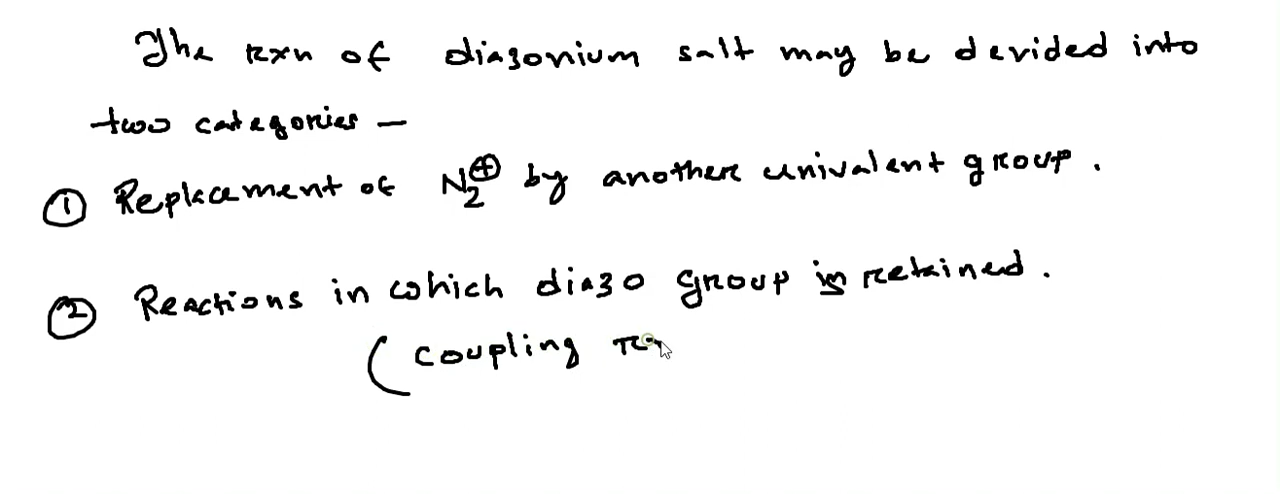 The rxn of diazonium salt may be devided into
two categories —
① Replacement of N₂⊕ by another univalent group.
② Reactions in which diazo group is retained.
(coupling